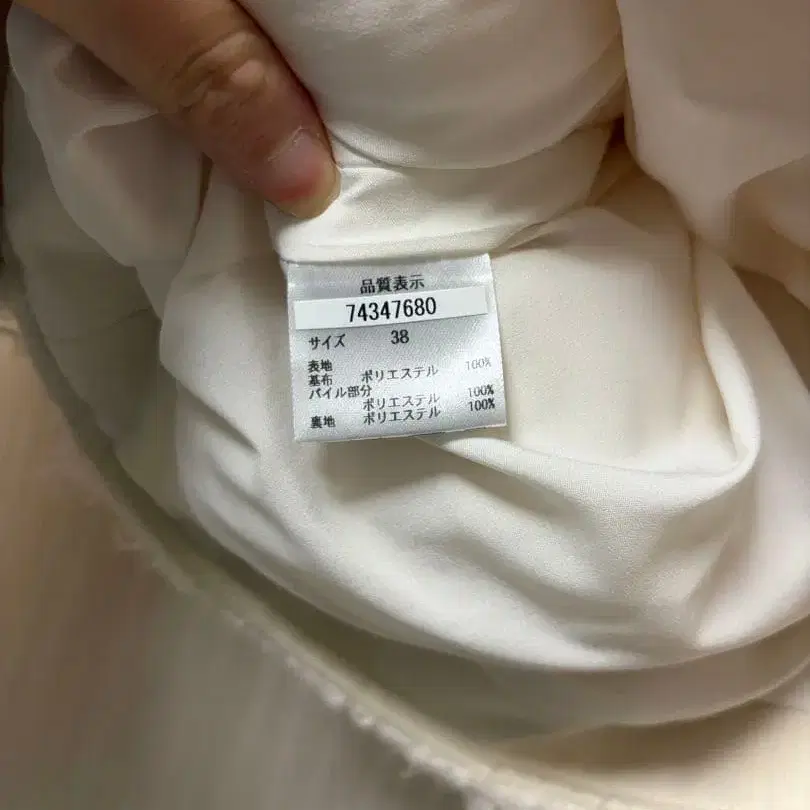 品質表示
74347680
サイズ 38
表地
基布 ポリエステル 100%
パイル部分
ポリエステル 100%
裏地 ポリエステル 100%